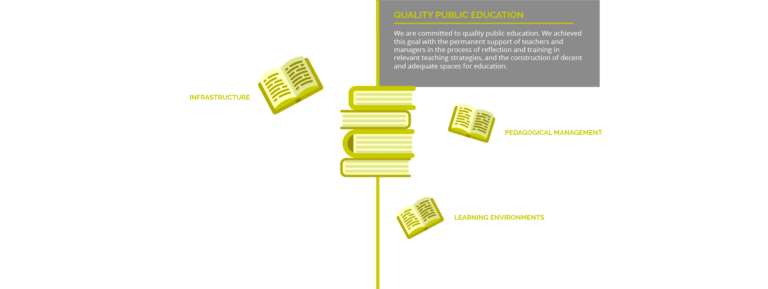 QUALITY PUBLIC EDUCATION
We are committed to quality public education. We achieved
this goal with the permanent support of teachers and
managers in the process of reflection and training in
relevant teaching strategies, and the construction of decent
and adequate spaces for education.
INFRASTRUCTURE
PEDAGOGICAL MANAGEMENT
LEARNING ENVIRONMENTS